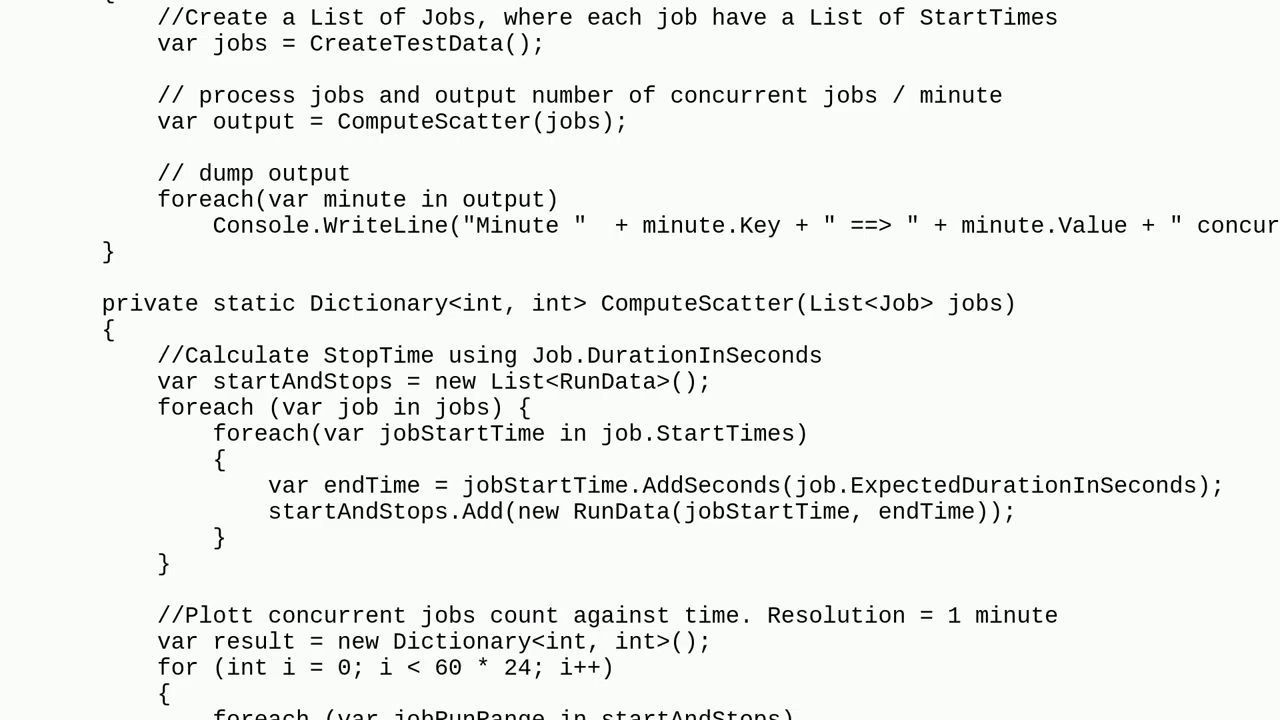 {
//Create a List of Jobs, where each job have a List of StartTimes
var jobs = CreateTestData();
// process jobs and output number of concurrent jobs / minute
var output = ComputeScatter(jobs);
// dump output
foreach(var minute in output)
Console.WriteLine("Minute "  + minute.Key + " ==> " + minute.Value + " concur
}
private static Dictionary<int, int> ComputeScatter(List<Job> jobs)
{
//Calculate StopTime using Job.DurationInSeconds
var startAndStops = new List<RunData>();
foreach (var job in jobs) {
foreach(var jobStartTime in job.StartTimes)
{
var endTime = jobStartTime.AddSeconds(job.ExpectedDurationInSeconds);
startAndStops.Add(new RunData(jobStartTime, endTime));
}
}
//Plott concurrent jobs count against time. Resolution = 1 minute
var result = new Dictionary<int, int>();
for (int i = 0; i < 60 * 24; i++)
{
foreach (var jobRunRange in startAndStops)